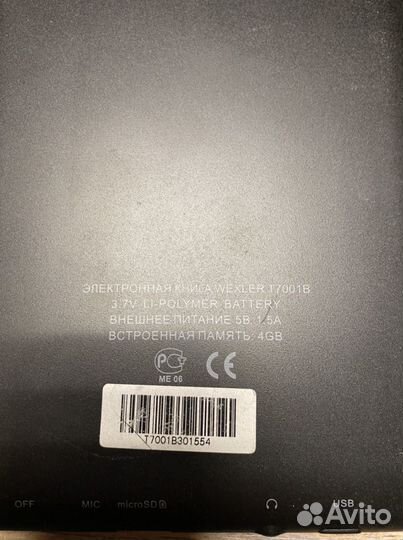 ЭЛЕКТРОННАЯ КНИГА WEXLER.T7001B
3.7V LI-POLYMER BATTERY
ВНЕШНЕЕ ПИТАНИЕ 5В, 1.5А
ВСТРОЕННАЯ ПАМЯТЬ: 4GB
РС CE
ME 06
T7001B301554
OFF MIC microSD USB
Avito